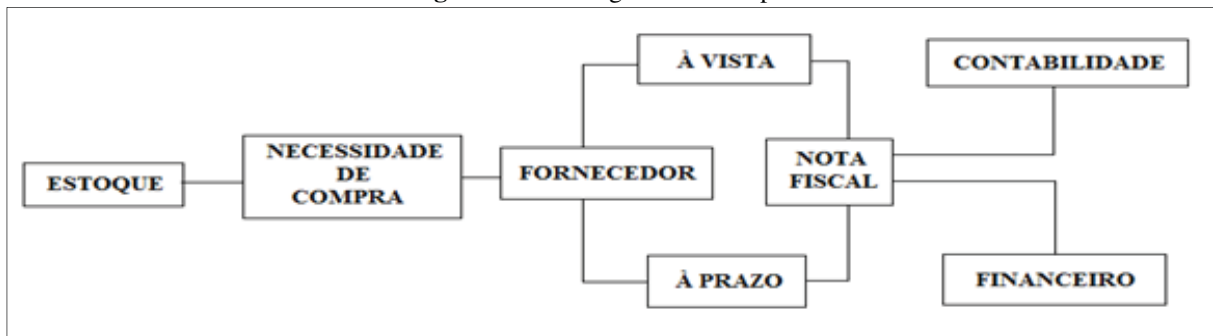 ESTOQUE
NECESSIDADE
DE
COMPRA
FORNECEDOR
À VISTA
À PRAZO
NOTA
FISCAL
CONTABILIDADE
FINANCEIRO